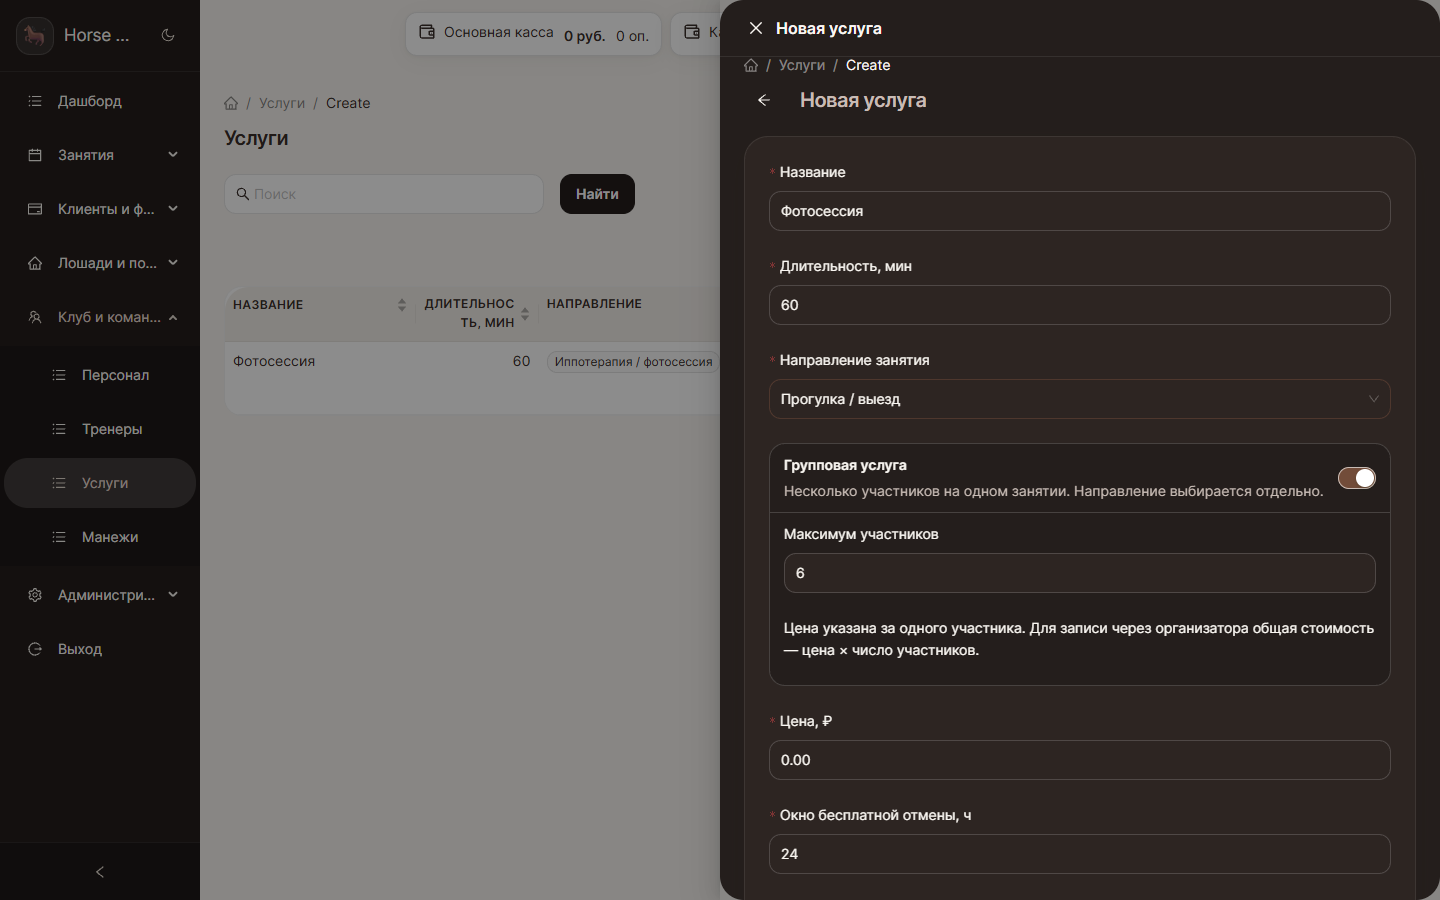 Horse ...
Дашборд
Занятия
Клиенты и ф...
Лошади и по...
Клуб и коман...
Персонал
Тренеры
Услуги
Манежи
Администри...
Выход
Основная касса 0 руб. 0 оп.
/ Услуги / Create
Услуги
Поиск
Найти
НАЗВАНИЕ
ДЛИТЕЛЬНОС
ТЬ, МИН
НАПРАВЛЕНИЕ
Фотосессия 60 Иппотерапия / фотосессия
Новая услуга
/ Услуги / Create
Новая услуга
* Название
Фотосессия
* Длительность, мин
60
* Направление занятия
Прогулка / выезд
Групповая услуга
Несколько участников на одном занятии. Направление выбирается отдельно.
Максимум участников
6
Цена указана за одного участника. Для записи через организатора общая стоимость
— цена × число участников.
* Цена, ₽
0.00
* Окно бесплатной отмены, ч
24